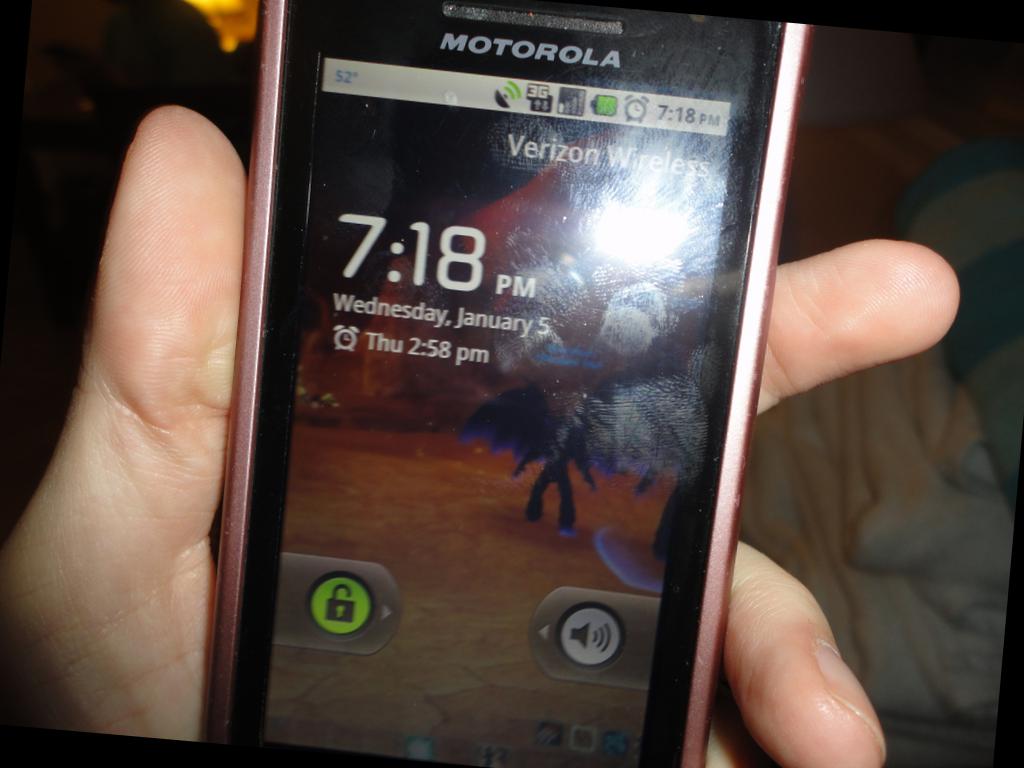 MOTOROLA
52° 3G 7:18 PM
Verizon Wireless
7:18 PM
Wednesday, January 5
Thu 2:58 pm